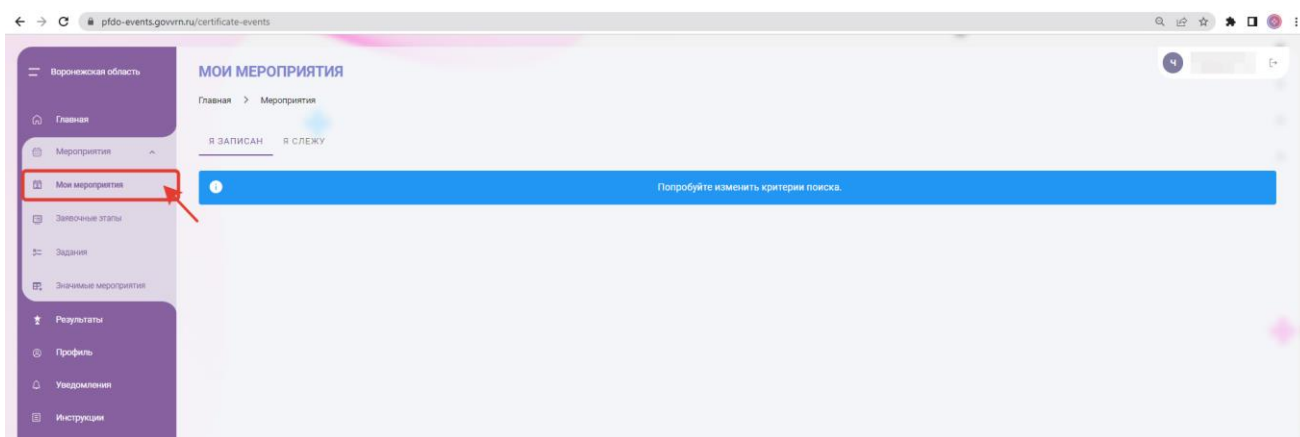 pfdo-events.govvrn.ru/certificate-events
Воронежская область
Главная
Мероприятия
Мои мероприятия
Заявочные этапы
Задания
Значимые мероприятия
Результаты
Профиль
Уведомления
Инструкции
МОИ МЕРОПРИЯТИЯ
Главная > Мероприятия
Я ЗАПИСАН Я СЛЕЖУ
Попробуйте изменить критерии поиска.
Ч